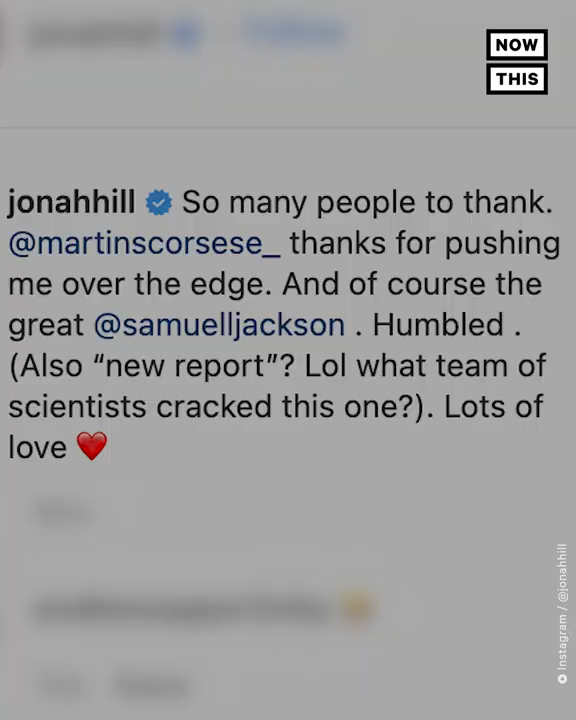 NOW
THIS
jonahhill So many people to thank.
@martinscorsese_ thanks for pushing
me over the edge. And of course the
great @samuelljackson . Humbled .
(Also “new report”? Lol what team of
scientists cracked this one?). Lots of
love ❤️
Instagram / @jonahhill